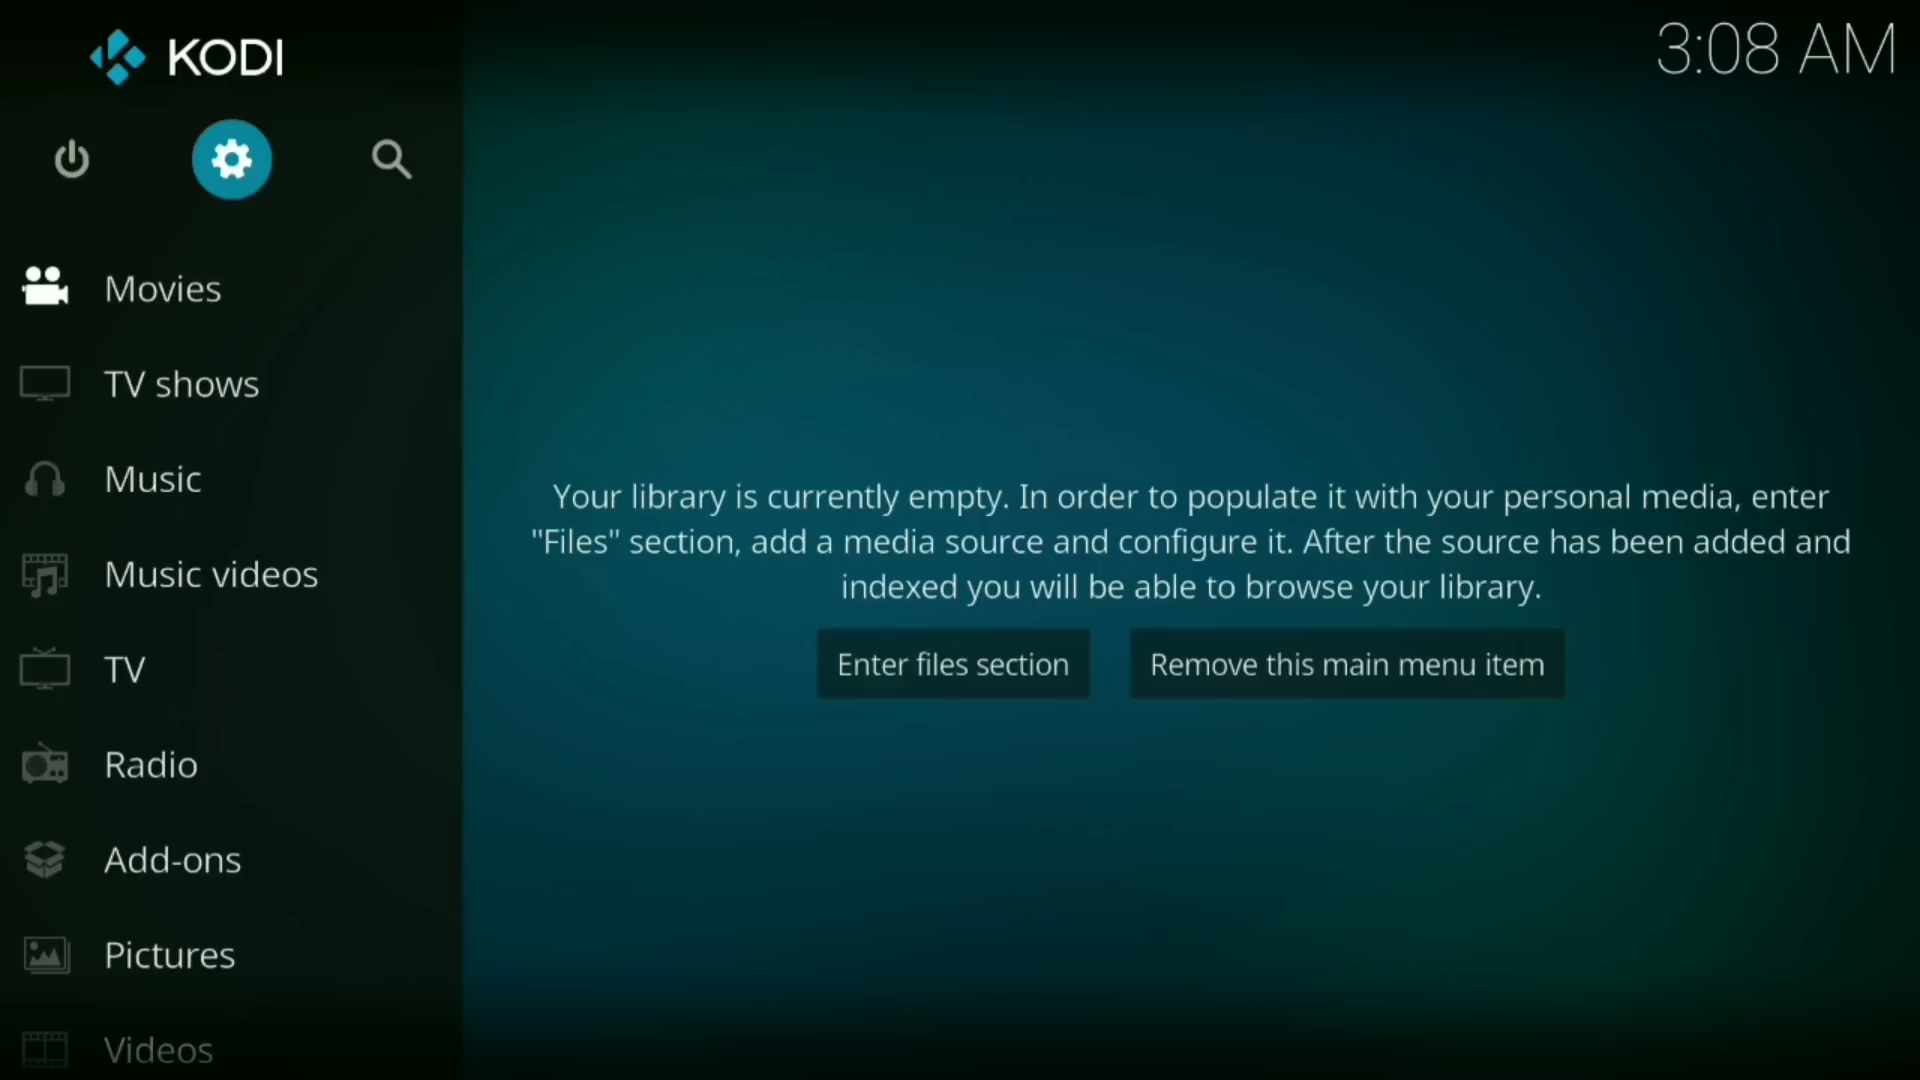 KODI
3:08 AM
Movies
TV shows
Music
Music videos
TV
Radio
Add-ons
Pictures
Videos
Your library is currently empty. In order to populate it with your personal media, enter
"Files" section, add a media source and configure it. After the source has been added and
indexed you will be able to browse your library.
Enter files section
Remove this main menu item